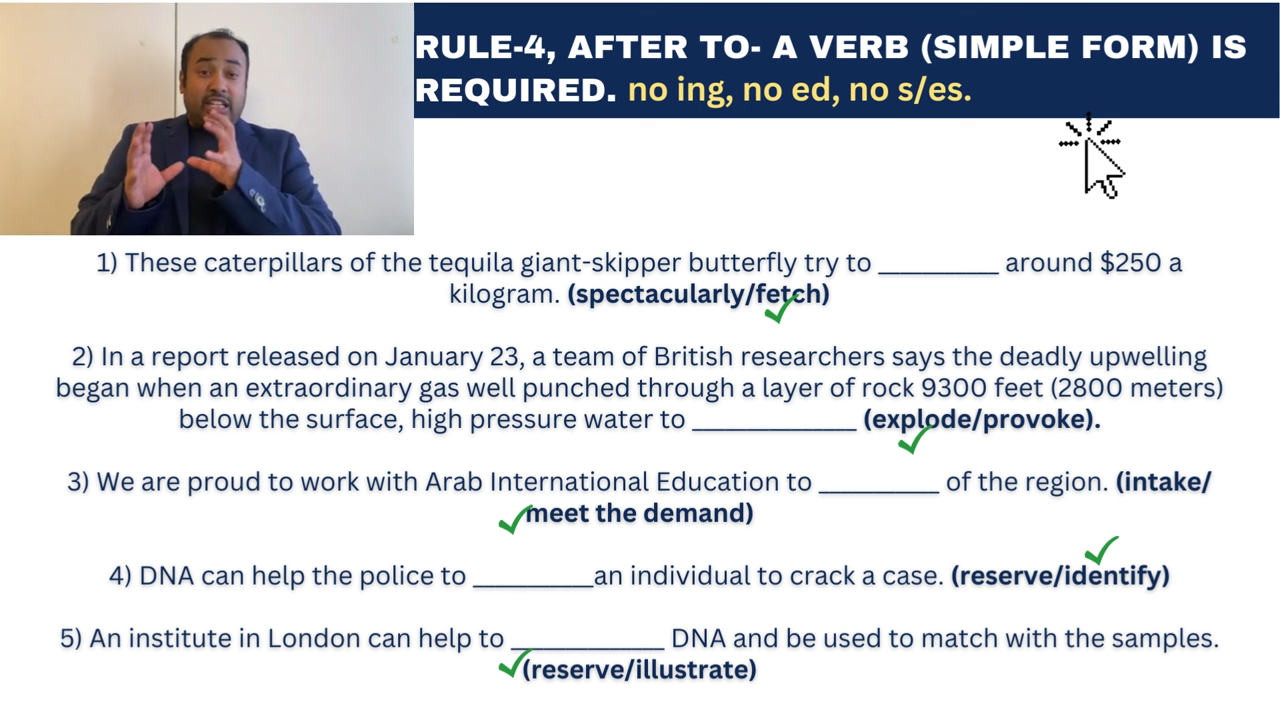 RULE-4, AFTER TO- A VERB (SIMPLE FORM) IS
REQUIRED. no ing, no ed, no s/es.
1) These caterpillars of the tequila giant-skipper butterfly try to __________ around $250 a
kilogram. (spectacularly/fetch)
2) In a report released on January 23, a team of British researchers says the deadly upwelling
began when an extraordinary gas well punched through a layer of rock 9300 feet (2800 meters)
below the surface, high pressure water to ______________ (explode/provoke).
3) We are proud to work with Arab International Education to __________ of the region. (intake/
meet the demand)
4) DNA can help the police to __________an individual to crack a case. (reserve/identify)
5) An institute in London can help to _____________ DNA and be used to match with the samples.
(reserve/illustrate)